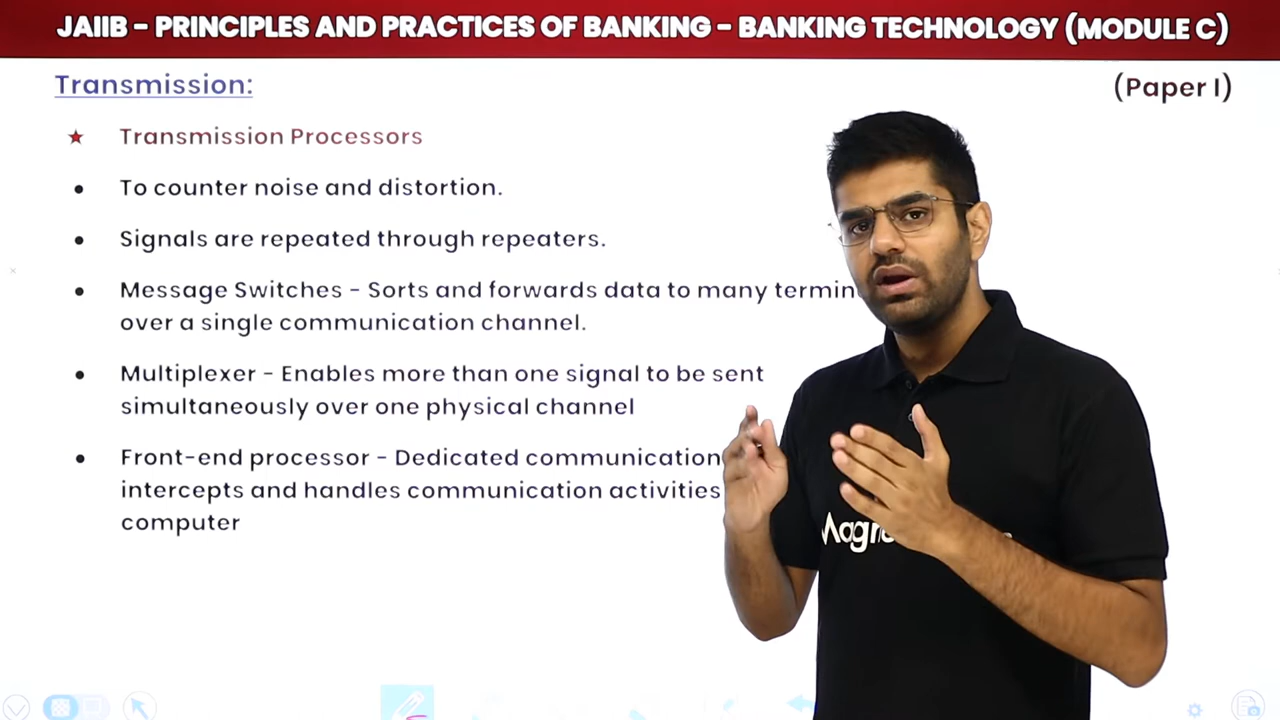 JAIIB - PRINCIPLES AND PRACTICES OF BANKING - BANKING TECHNOLOGY (MODULE C)
Transmission:
(Paper I)
★ Transmission Processors
• To counter noise and distortion.
• Signals are repeated through repeaters.
• Message Switches - Sorts and forwards data to many
over a single communication channel.
• Multiplexer - Enables more than one signal to be sent
simultaneously over one physical channel
• Front-end processor - Dedicated communication
intercepts and handles communication activities
computer